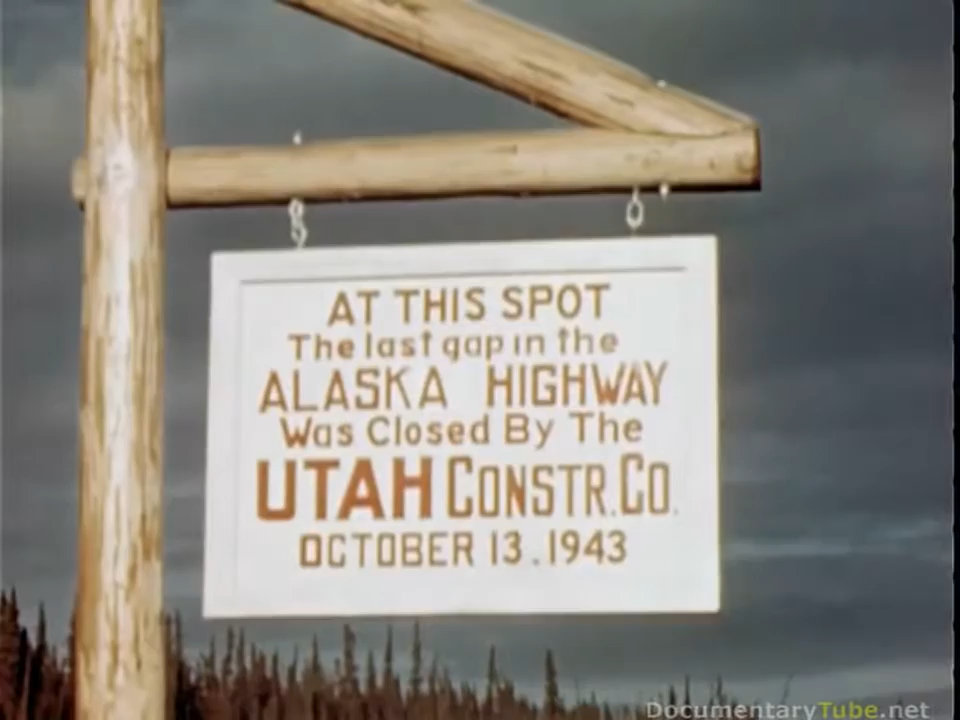 AT THIS SPOT
The last gap in the
ALASKA HIGHWAY
Was Closed By The
UTAH CONSTR. CO.
OCTOBER 13. 1943
DocumentaryTube.net